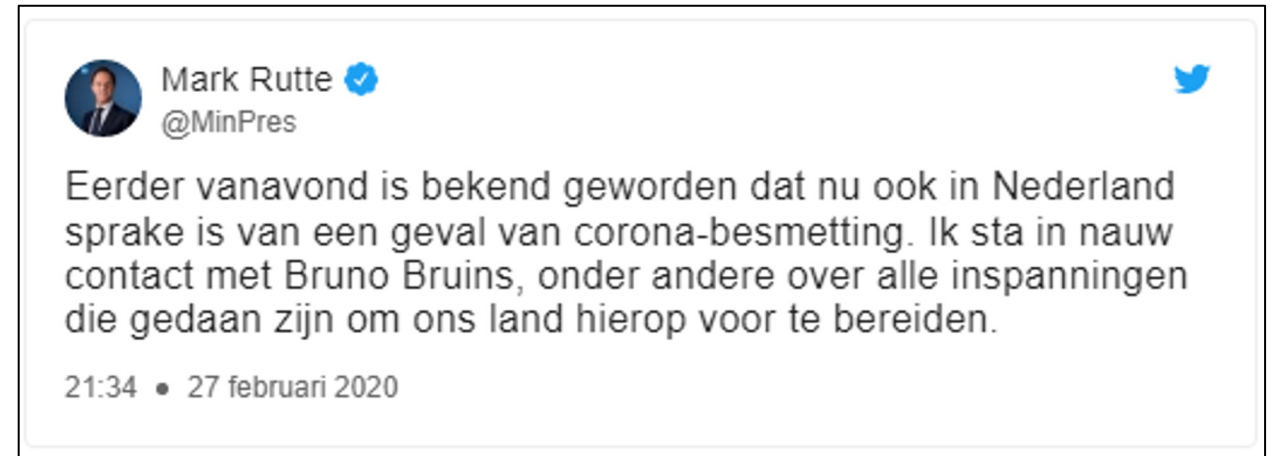 Mark Rutte
@MinPres
Eerder vanavond is bekend geworden dat nu ook in Nederland
sprake is van een geval van corona-besmetting. Ik sta in nauw
contact met Bruno Bruins, onder andere over alle inspanningen
die gedaan zijn om ons land hierop voor te bereiden.
21:34 • 27 februari 2020